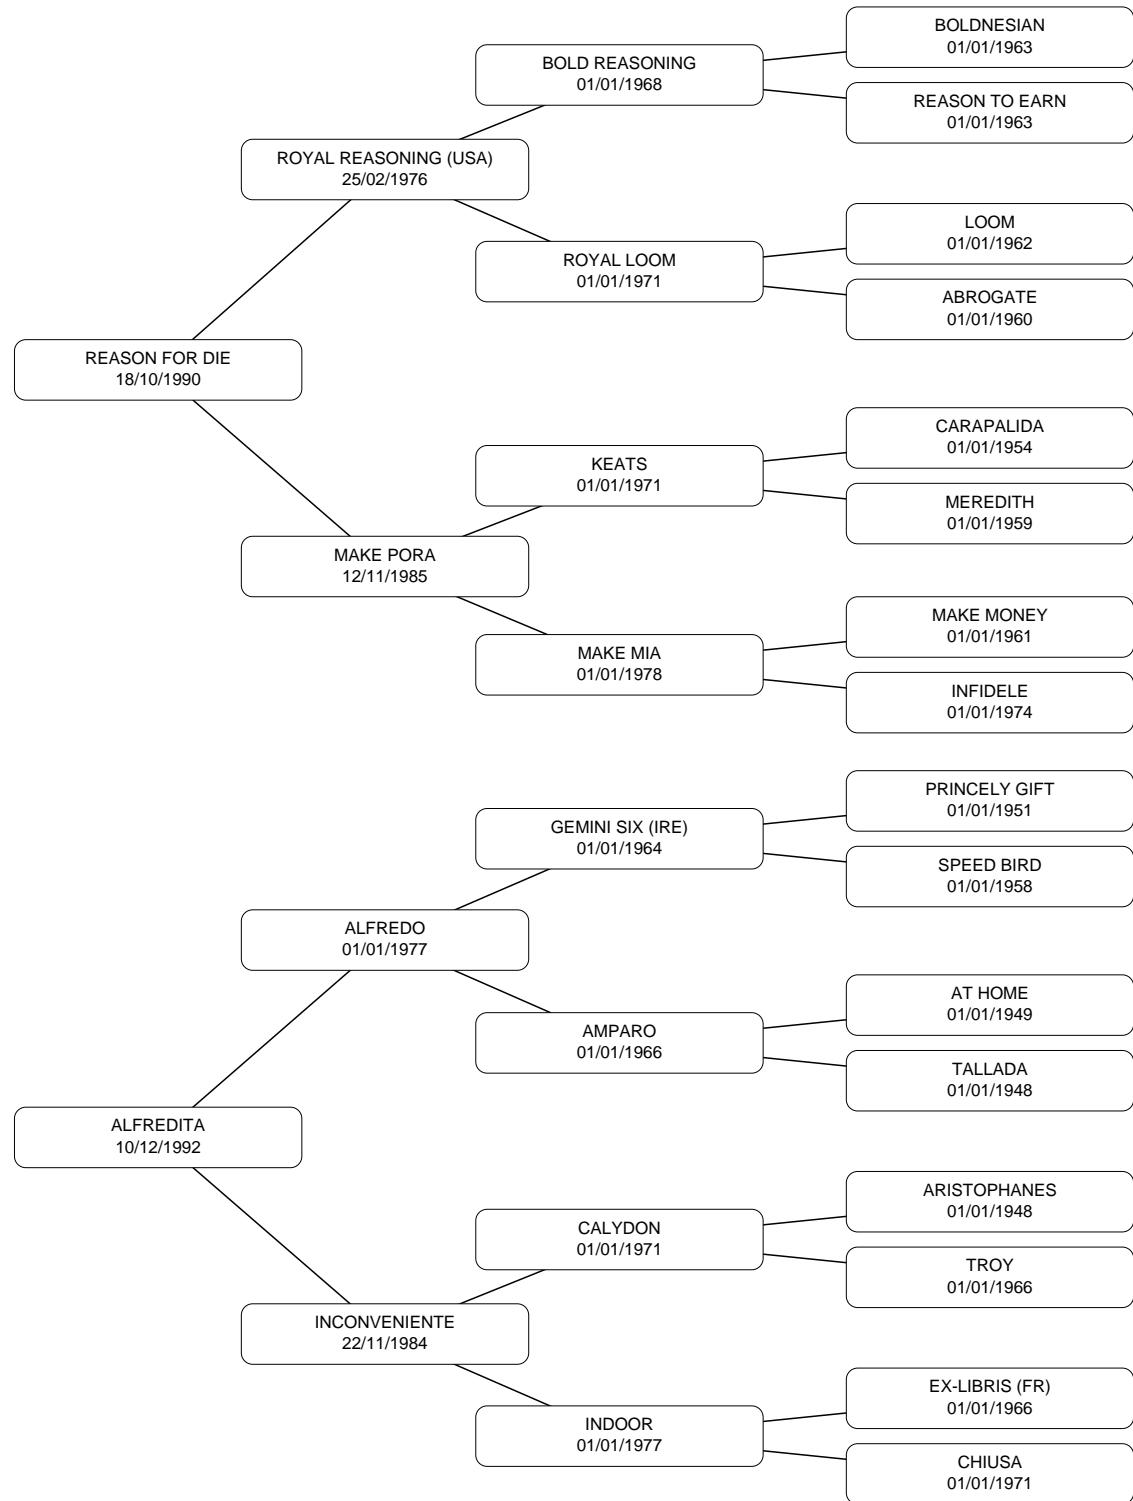 BOLDNESIAN
01/01/1963
BOLD REASONING
01/01/1968
REASON TO EARN
01/01/1963
ROYAL REASONING (USA)
25/02/1976
LOOM
01/01/1962
ROYAL LOOM
01/01/1971
ABROGATE
01/01/1960
REASON FOR DIE
18/10/1990
CARAPALIDA
01/01/1954
KEATS
01/01/1971
MEREDITH
01/01/1959
MAKE PORA
12/11/1985
MAKE MONEY
01/01/1961
MAKE MIA
01/01/1978
INFIDELE
01/01/1974
PRINCELY GIFT
01/01/1951
GEMINI SIX (IRE)
01/01/1964
SPEED BIRD
01/01/1958
ALFREDO
01/01/1977
AT HOME
01/01/1949
AMPARO
01/01/1966
TALLADA
01/01/1948
ALFREDITA
10/12/1992
ARISTOPHANES
01/01/1948
CALYDON
01/01/1971
TROY
01/01/1966
INCONVENIENTE
22/11/1984
EX-LIBRIS (FR)
01/01/1966
INDOOR
01/01/1977
CHIUSA
01/01/1971